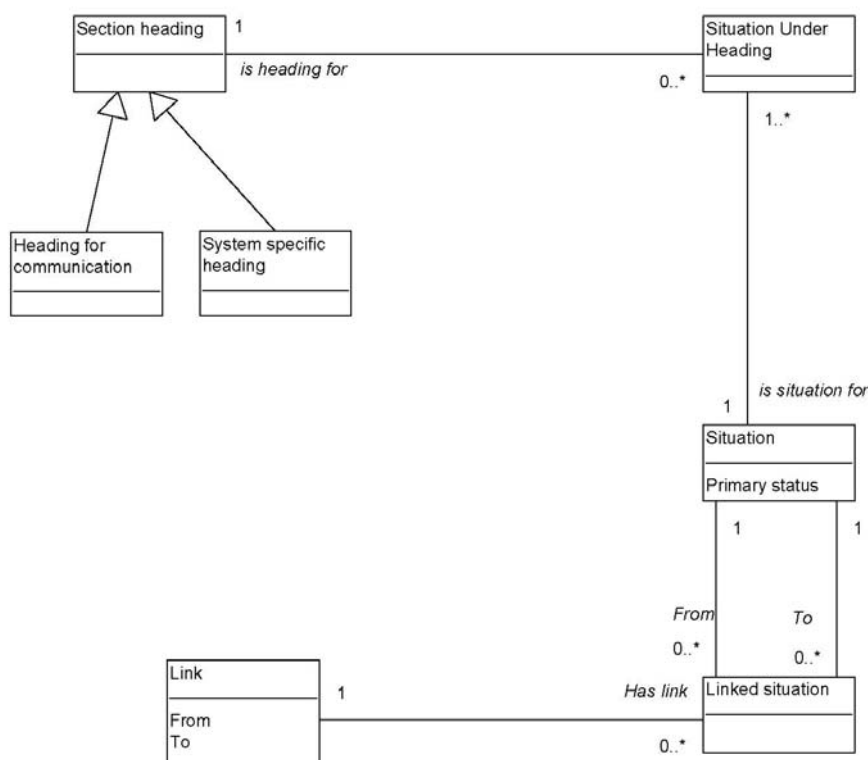 Section heading
1
is heading for
Situation Under
Heading
0..*
1..*
Heading for
communication
System specific
heading
is situation for
1
Situation
Primary status
1
1
From
To
0..*
0..*
Link
From
To
1
Has link
0..*
Linked situation